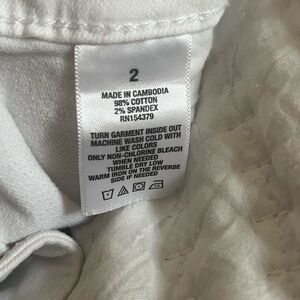 2
MADE IN CAMBODIA
98% COTTON
2% SPANDEX
RN154379
TURN GARMENT INSIDE OUT
MACHINE WASH COLD WITH
LIKE COLORS
ONLY NON-CHLORINE BLEACH
WHEN NEEDED
TUMBLE DRY LOW
WARM IRON ON THE REVERSE
SIDE IF NEEDED